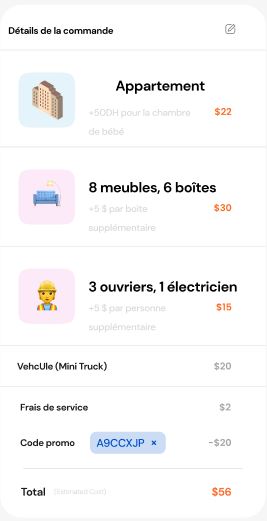 Détails de la commande
Appartement
+50DH pour la chambre
de bébé
$22
8 meubles, 6 boîtes
+5 $ par boîte
supplémentaire
$30
3 ouvriers, 1 électricien
+5 $ par personne
supplémentaire
$15
VehcUle (Mini Truck)
$20
Frais de service
$2
Code promo
A9CCXJP ×
-$20
Total (Estimated Cost)
$56